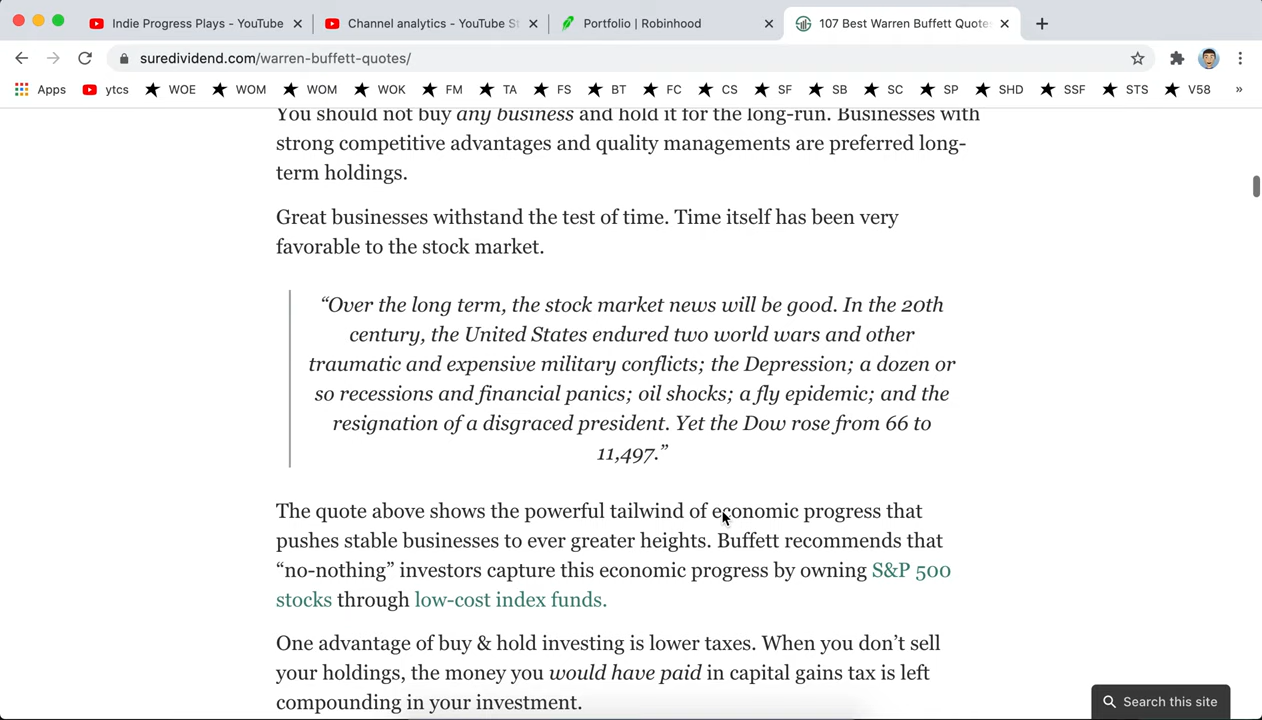 Indie Progress Plays - YouTube
Channel analytics - YouTube St
Portfolio | Robinhood
107 Best Warren Buffett Quotes
suredividend.com/warren-buffett-quotes/
Apps ytcs WOE WOM WOM WOK FM TA FS BT FC CS SF SB SC SP SHD SSF STS V58 »
You should not buy any business and hold it for the long-run. Businesses with
strong competitive advantages and quality managements are preferred long-
term holdings.
Great businesses withstand the test of time. Time itself has been very
favorable to the stock market.
“Over the long term, the stock market news will be good. In the 20th
century, the United States endured two world wars and other
traumatic and expensive military conflicts; the Depression; a dozen or
so recessions and financial panics; oil shocks; a fly epidemic; and the
resignation of a disgraced president. Yet the Dow rose from 66 to
11,497.”
The quote above shows the powerful tailwind of economic progress that
pushes stable businesses to ever greater heights. Buffett recommends that
“no-nothing” investors capture this economic progress by owning S&P 500
stocks through low-cost index funds.
One advantage of buy & hold investing is lower taxes. When you don’t sell
your holdings, the money you would have paid in capital gains tax is left
compounding in your investment.
Search this site